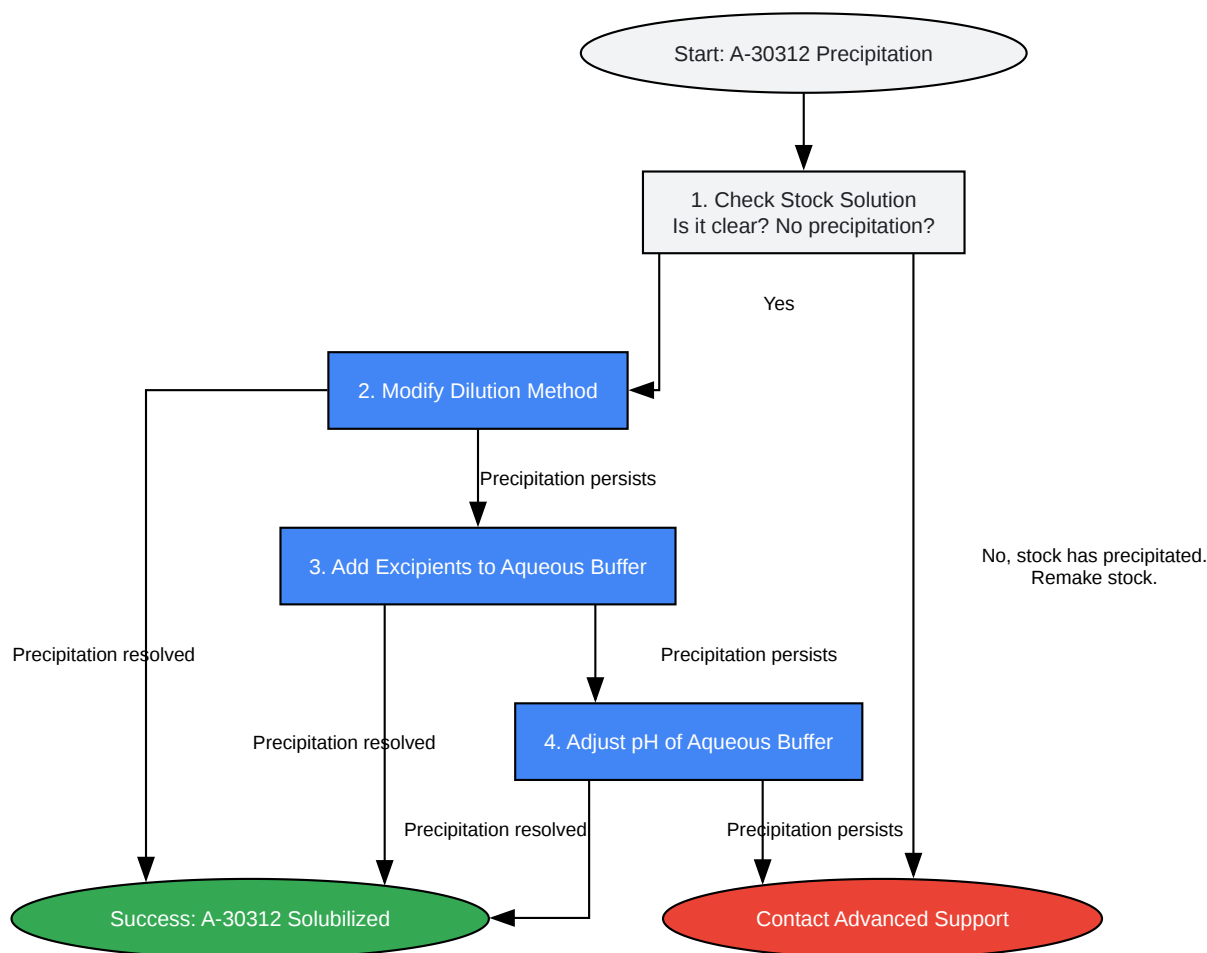 Start: A-30312 Precipitation
1. Check Stock Solution
Is it clear? No precipitation?
Yes
2. Modify Dilution Method
Precipitation persists
No, stock has precipitated.
Remake stock.
3. Add Excipients to Aqueous Buffer
Precipitation resolved
Precipitation persists
Precipitation resolved
4. Adjust pH of Aqueous Buffer
Precipitation resolved
Precipitation persists
Success: A-30312 Solubilized
Contact Advanced Support